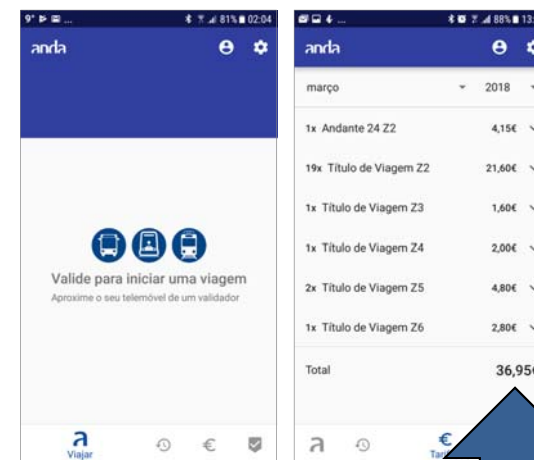 9° ... 81% 02:04
anda
Valide para iniciar uma viagem
Aproxime o seu telemóvel de um validador
a
Viajar
€
... 88% 13:
anda
março 2018
1x Andante 24 Z2 4,15€
19x Título de Viagem Z2 21,60€
1x Título de Viagem Z3 1,60€
1x Título de Viagem Z4 2,00€
2x Título de Viagem Z5 4,80€
1x Título de Viagem Z6 2,80€
Total 36,95€
a €
Tari